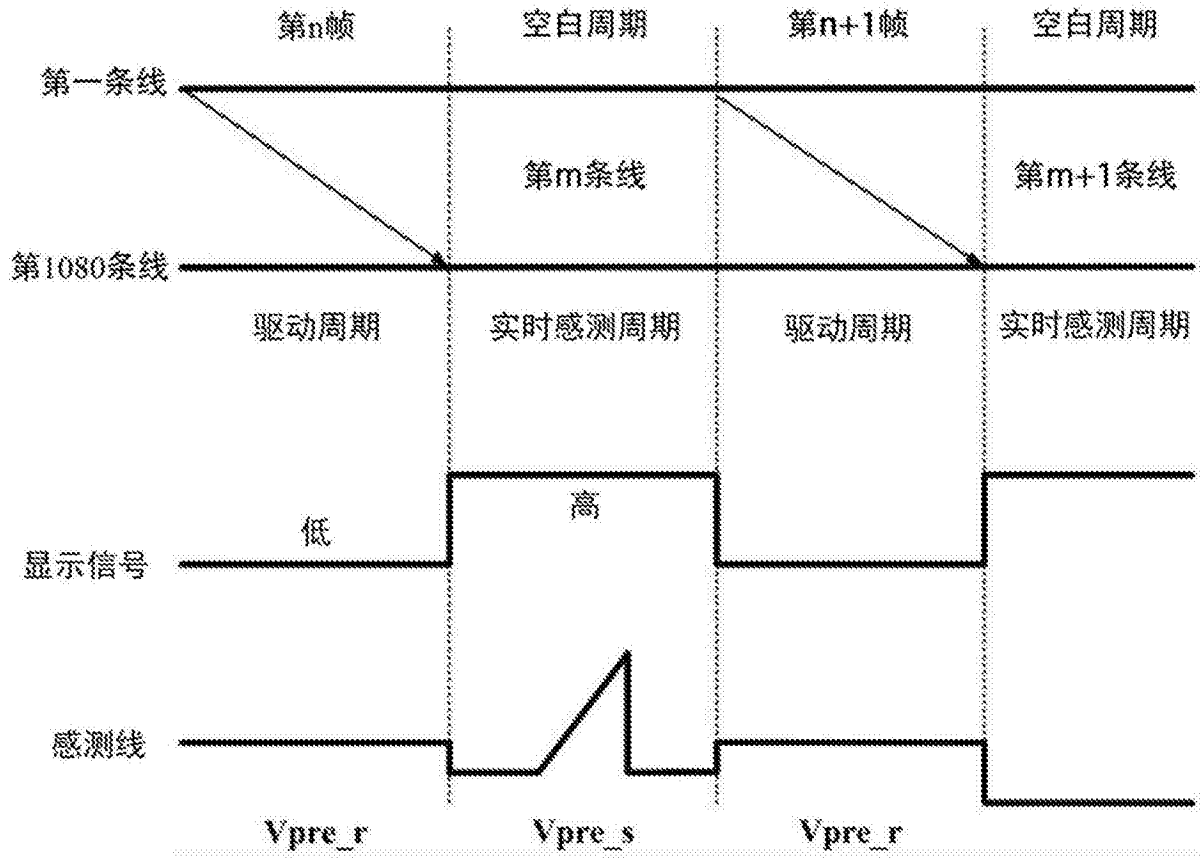 第n帧 空白周期 第n+1帧 空白周期
第一条线
第m条线 第m+1条线
第1080条线
驱动周期 实时感测周期 驱动周期 实时感测周期
低 高
显示信号
感测线
Vpre_r Vpre_s Vpre_r